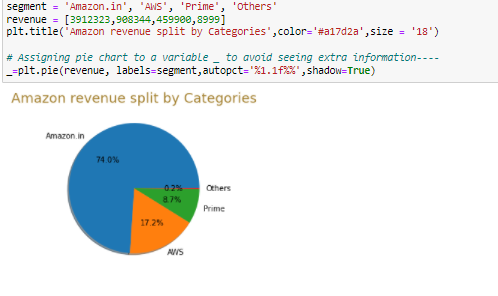 segment = 'Amazon.in', 'AWS', 'Prime', 'Others'
revenue = [3912323,908344,459900,8999]
plt.title('Amazon revenue split by Categories',color='#a17d2a',size = '18')
# Assigning pie chart to a variable _ to avoid seeing extra information----
_=plt.pie(revenue, labels=segment,autopct='%1.1f%%',shadow=True)
Amazon revenue split by Categories
Amazon.in
74.0%
0.2% Others
8.7%
Prime
17.2%
AWS